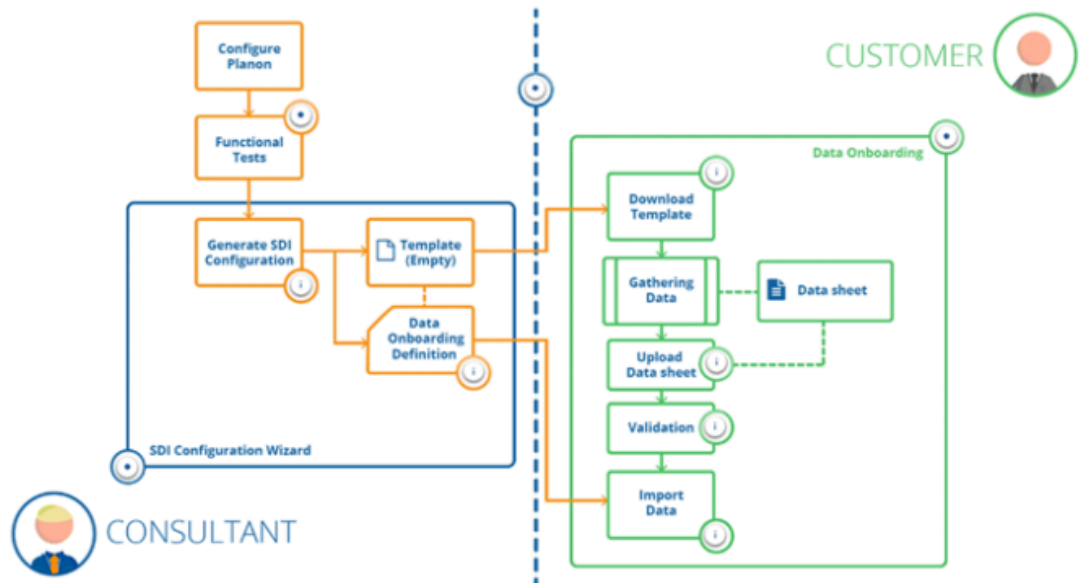 Configure
Planon
CUSTOMER
Functional
Tests
Data Onboarding
Download
Template
Generate SDI
Configuration
Template
(Empty)
Gathering
Data
Data sheet
Data
Onboarding
Definition
Upload
Data sheet
Validation
SDI Configuration Wizard
Import
Data
CONSULTANT
i
i
i
i
i
i